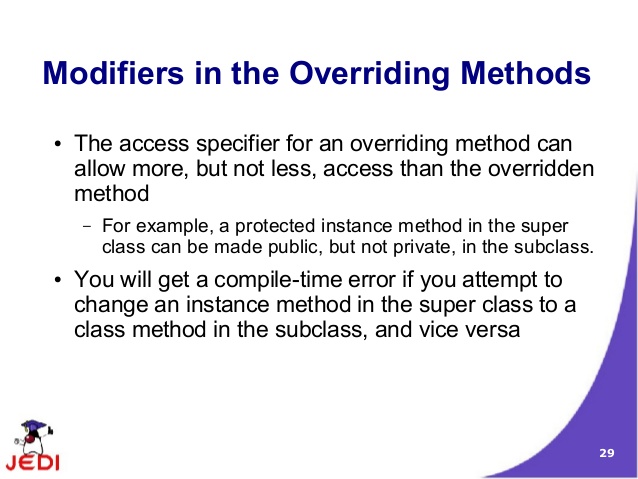 Modifiers in the Overriding Methods
• The access specifier for an overriding method can
allow more, but not less, access than the overridden
method
– For example, a protected instance method in the super
class can be made public, but not private, in the subclass.
• You will get a compile-time error if you attempt to
change an instance method in the super class to a
class method in the subclass, and vice versa
JEDI
29